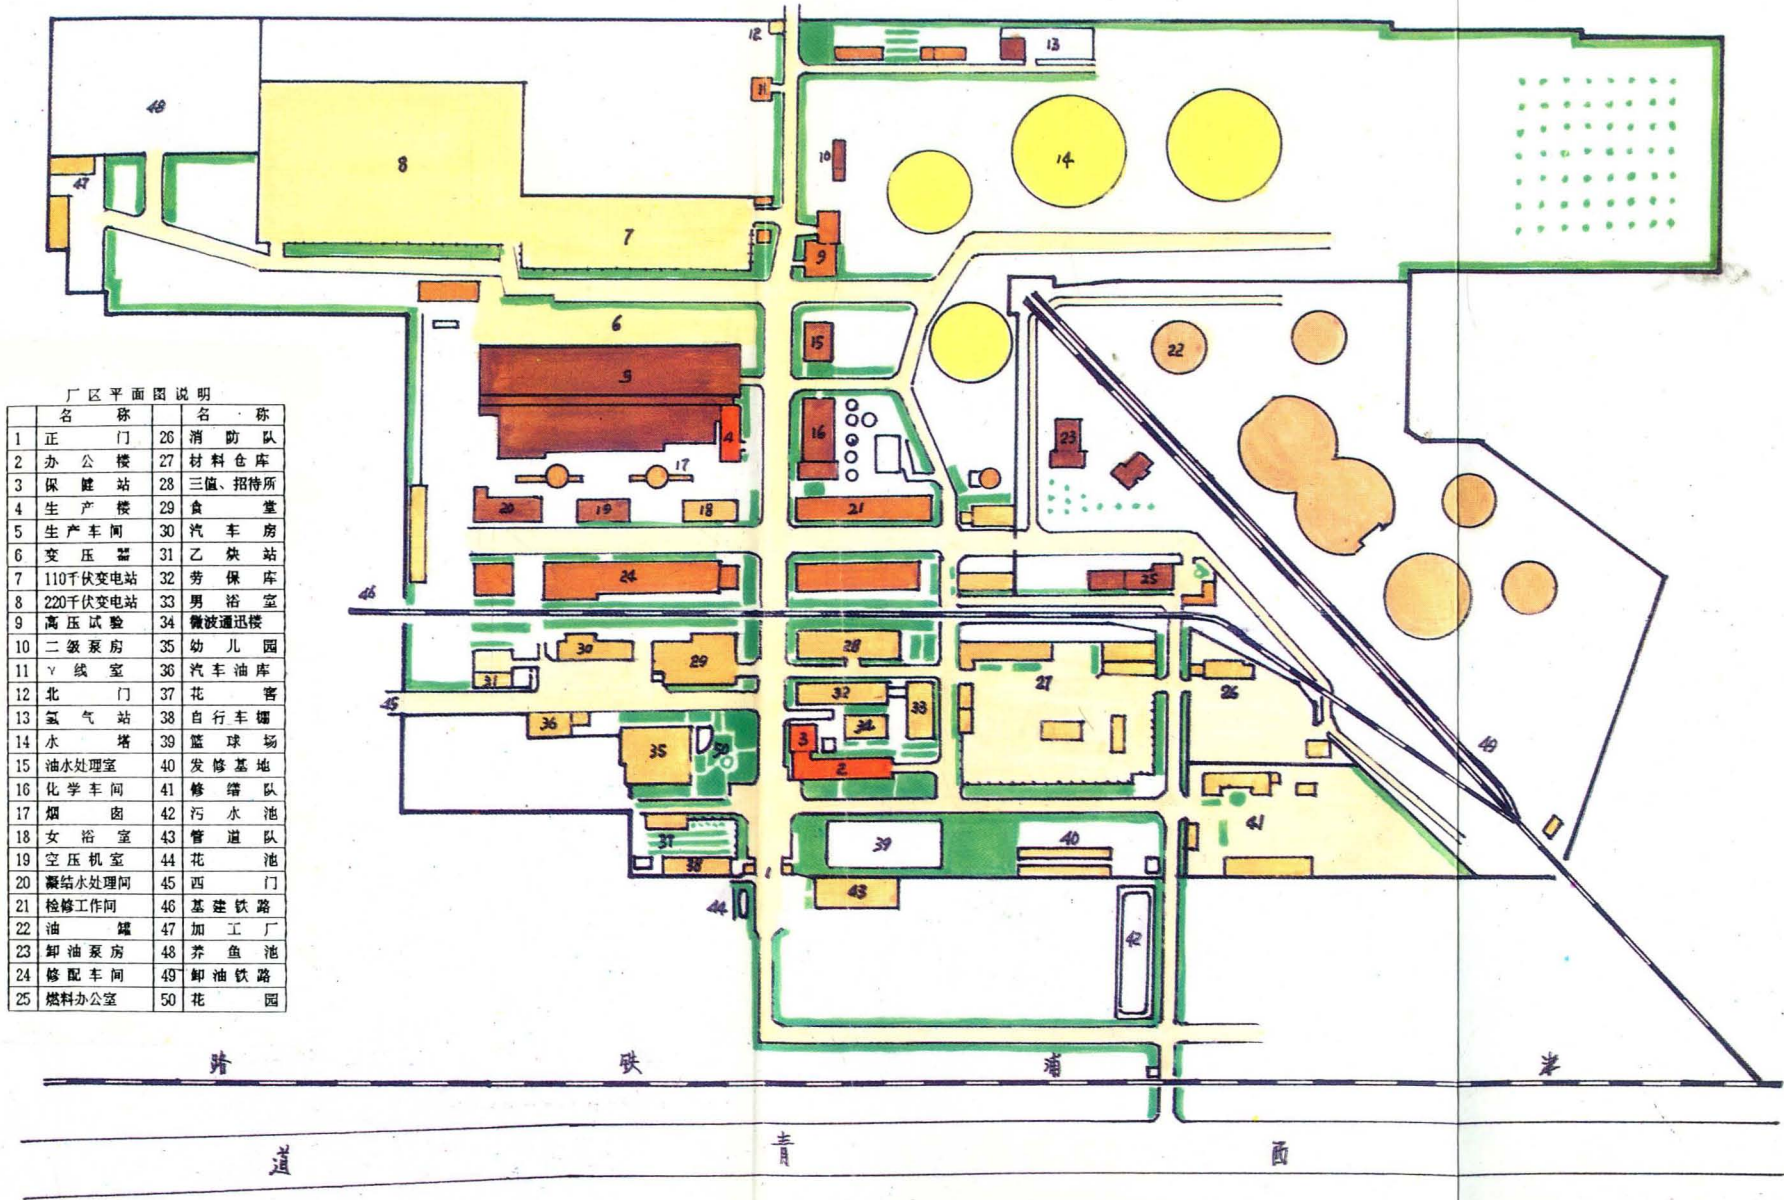 厂区平面图说明
名称 名称
1 正门 26 消防队
2 办公楼 27 材料仓库
3 保健站 28 三值、招待所
4 生产楼 29 食堂
5 生产车间 30 汽车房
6 变压器 31 乙炔站
7 110千伏变电站 32 劳保库
8 220千伏变电站 33 男浴室
9 高压试验 34 微波通迅楼
10 二级泵房 35 幼儿园
11 γ线室 36 汽车油库
12 北门 37 花窖
13 氢气站 38 自行车棚
14 水塔 39 篮球场
15 油水处理室 40 发修基地
16 化学车间 41 修缮队
17 烟囱 42 污水池
18 女浴室 43 管道队
19 空压机室 44 花池
20 凝结水处理间 45 西门
21 检修工作间 46 基建铁路
22 油罐 47 加工厂
23 卸油泵房 48 养鱼池
24 修配车间 49 卸油铁路
25 燃料办公室 50 花园
12
13
11
48
8
14
10
47
7
9
6
15
22
5
4
16
23
17
20
19
18
21
24
25
46
30
29
28
31
27
26
45
32
33
36
34
35
50
3
49
2
37
39
40
41
38
1
43
44
42
路 铁 浦 津
道 青 西